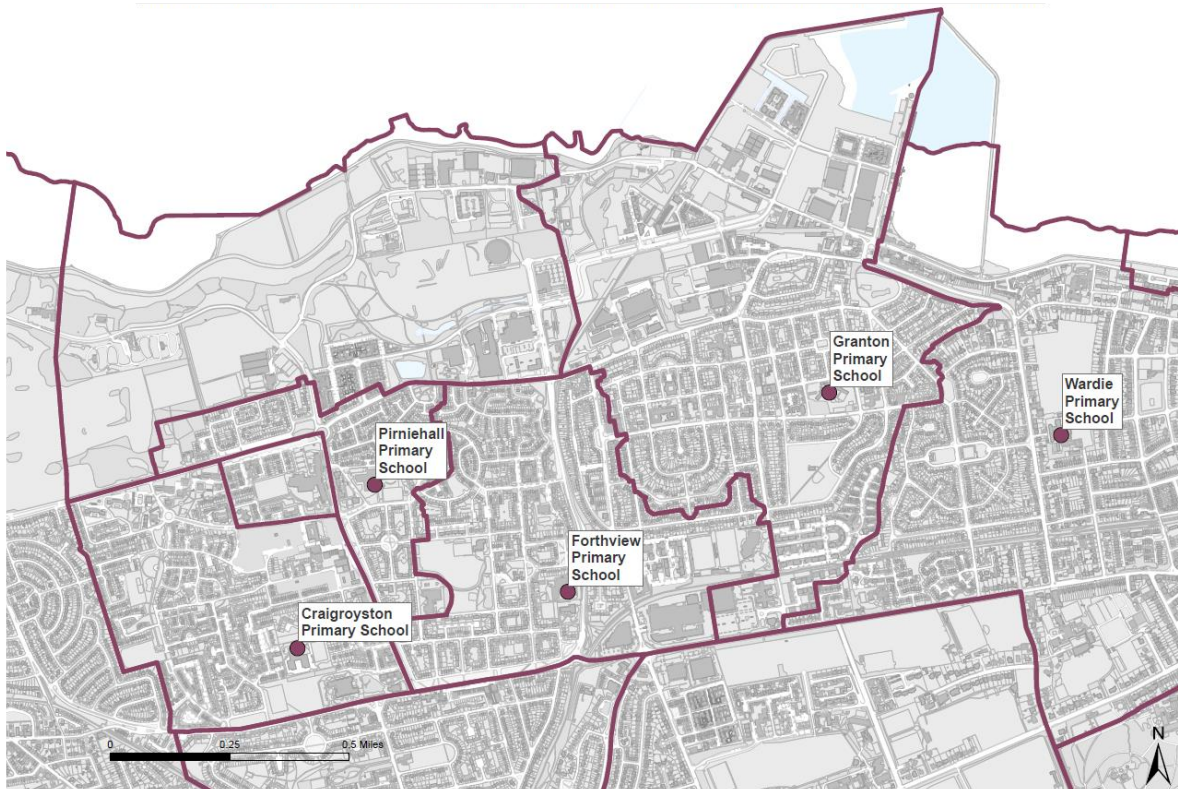 Granton
Primary
School
Wardie
Primary
School
Pirniehall
Primary
School
Forthview
Primary
School
Craigroyston
Primary School
0 0.25 0.5 Miles
N